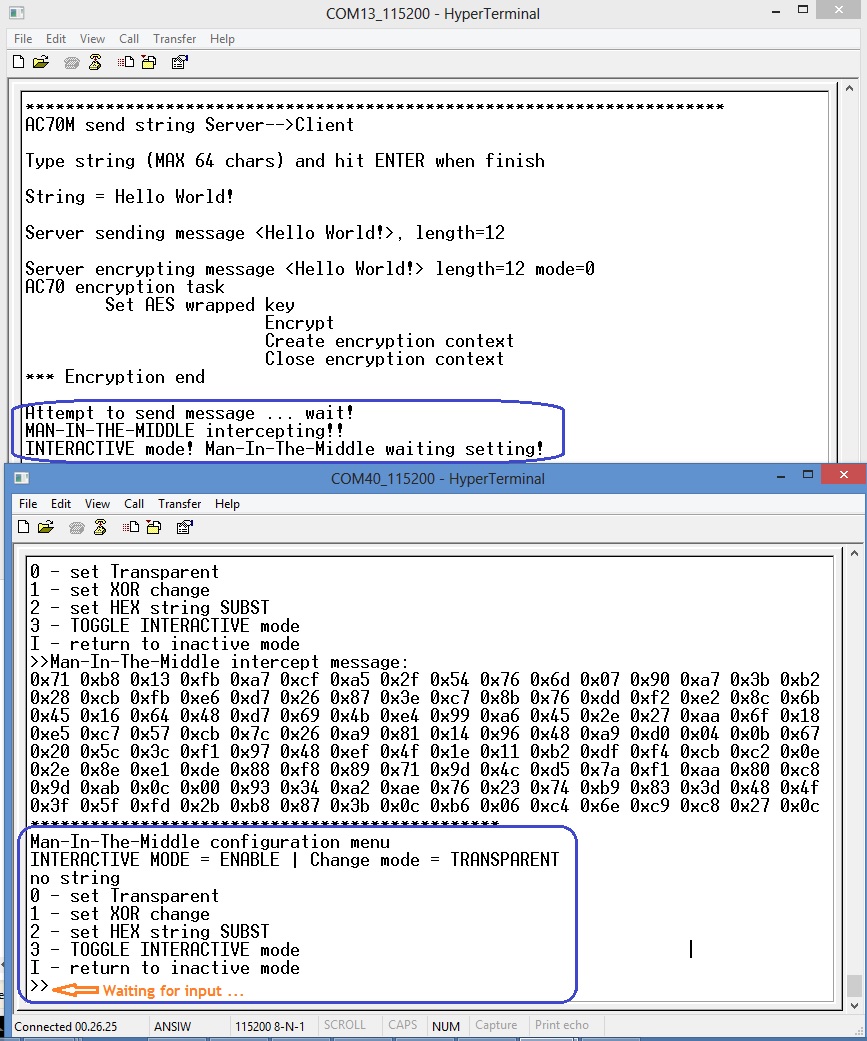 COM13_115200 - HyperTerminal
File Edit View Call Transfer Help
**********************************************************************
AC70M send string Server-->Client
Type string (MAX 64 chars) and hit ENTER when finish
String = Hello World!
Server sending message <Hello World!>, length=12
Server encrypting message <Hello World!> length=12 mode=0
AC70 encryption task
Set AES wrapped key
Encrypt
Create encryption context
Close encryption context
*** Encryption end
Attempt to send message ... wait!
MAN-IN-THE-MIDDLE intercepting!!
INTERACTIVE mode! Man-In-The-Middle waiting setting!
COM40_115200 - HyperTerminal
File Edit View Call Transfer Help
0 - set Transparent
1 - set XOR change
2 - set HEX string SUBST
3 - TOGGLE INTERACTIVE mode
I - return to inactive mode
>>Man-In-The-Middle intercept message:
0x71 0xb8 0x13 0xfb 0xa7 0xcf 0xa5 0x2f 0x54 0x76 0x6d 0x07 0x90 0xa7 0x3b 0xb2
0x28 0xcb 0xfb 0xe6 0xd7 0x26 0x87 0x3e 0xc7 0x8b 0x76 0xdd 0xf2 0xe2 0x8c 0x6b
0x45 0x16 0x64 0x48 0xd7 0x69 0x4b 0xe4 0x99 0xa6 0x45 0x2e 0x27 0xaa 0x6f 0x18
0xe5 0xc7 0x57 0xcb 0x7c 0x26 0xa9 0x81 0x14 0x96 0x48 0xa9 0xd0 0x04 0x0b 0x67
0x20 0x5c 0x3c 0xf1 0x97 0x48 0xef 0x4f 0x1e 0x11 0xb2 0xdf 0xf4 0xcb 0xc2 0x0e
0x2e 0x8e 0xe1 0xde 0x88 0xf8 0x89 0x71 0x9d 0x4c 0xd5 0x7a 0xf1 0xaa 0x80 0xc8
0x9d 0xab 0x0c 0x00 0x93 0x34 0xa2 0xae 0x76 0x23 0x74 0xb9 0x83 0x3d 0x48 0x4f
0x3f 0x5f 0xfd 0x2b 0xb8 0x87 0x3b 0x0c 0xb6 0x06 0xc4 0x6e 0xc9 0xc8 0x27 0x0c
***********************************************
Man-In-The-Middle configuration menu
INTERACTIVE MODE = ENABLE | Change mode = TRANSPARENT
no string
0 - set Transparent
1 - set XOR change
2 - set HEX string SUBST
3 - TOGGLE INTERACTIVE mode
I - return to inactive mode
>> Waiting for input ...
Connected 00.26.25 ANSIW 115200 8-N-1 SCROLL CAPS NUM Capture Print echo